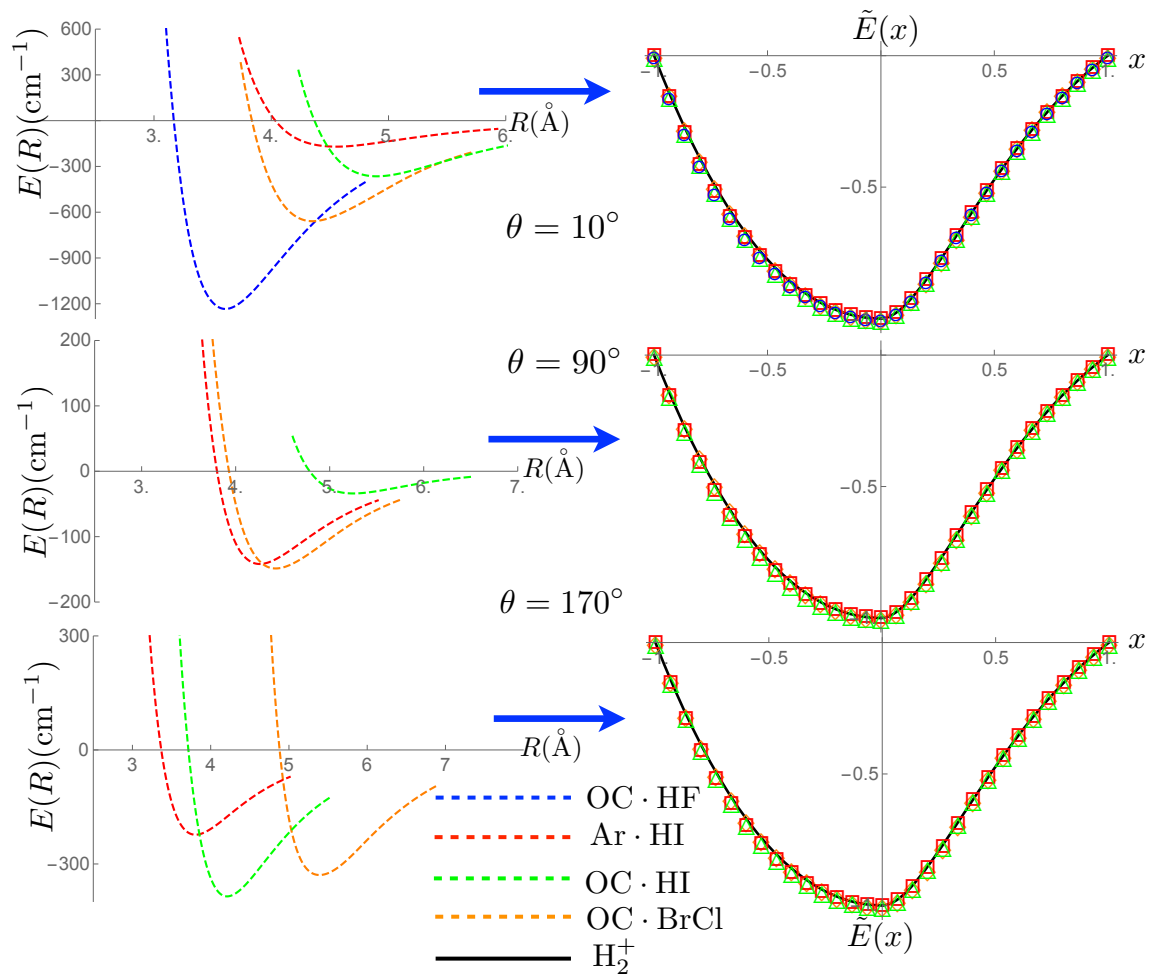 600
300
−300
−600
−900
−1200
E(R)(cm⁻¹)
3.
4.
5.
6.
R(Å)
θ = 10°
Ẽ(x)
x
-1
-0.5
0.5
1.
-0.5
200
100
0
−100
−200
E(R)(cm⁻¹)
3.
4.
5.
6.
7.
R(Å)
θ = 90°
x
-1
-0.5
0.5
1.
-0.5
θ = 170°
300
0
−300
E(R)(cm⁻¹)
3
4
5
6
7
R(Å)
x
-1
-0.5
0.5
1.
-0.5
Ẽ(x)
OC · HF
Ar · HI
OC · HI
OC · BrCl
H₂⁺